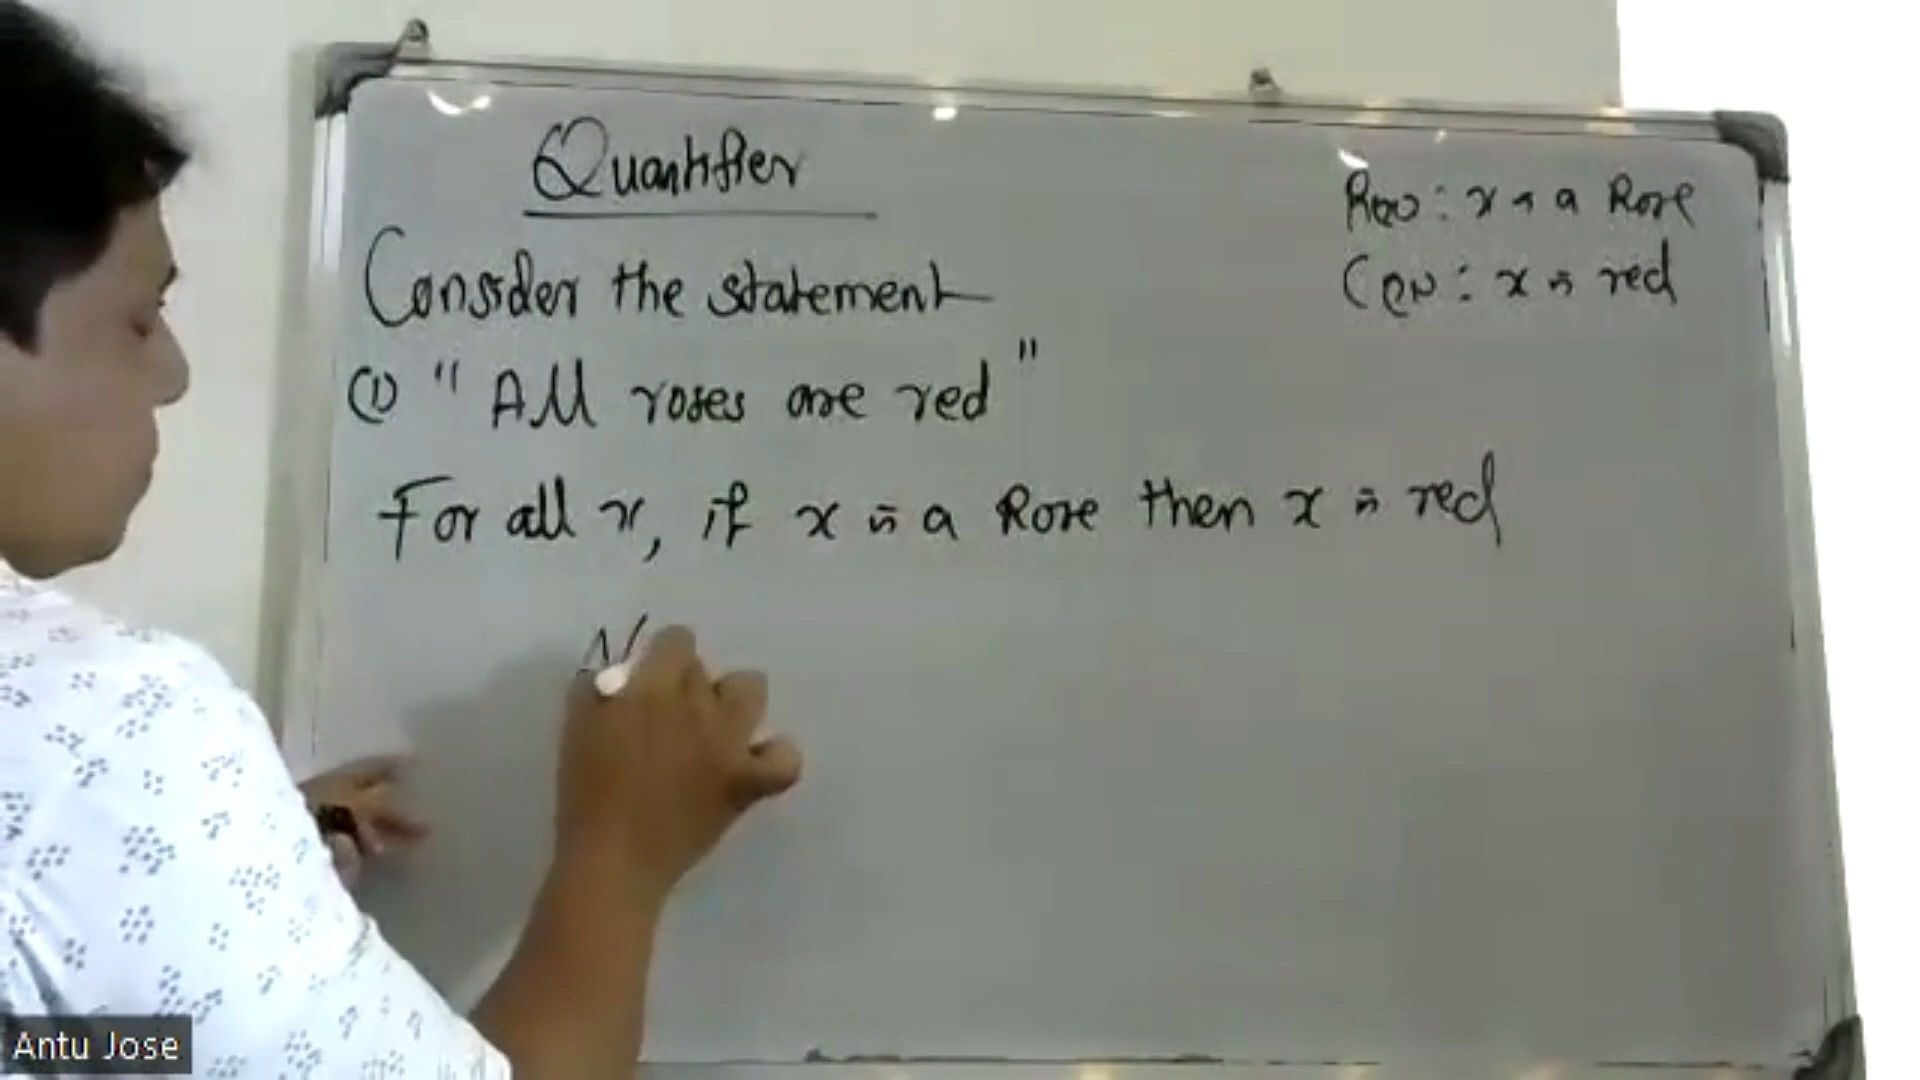 Quantifier
Consider the statement
(1) "All roses are red"
For all x, if x is a Rose then x is red
R(x): x is a Rose
C(x): x is red
Antu Jose